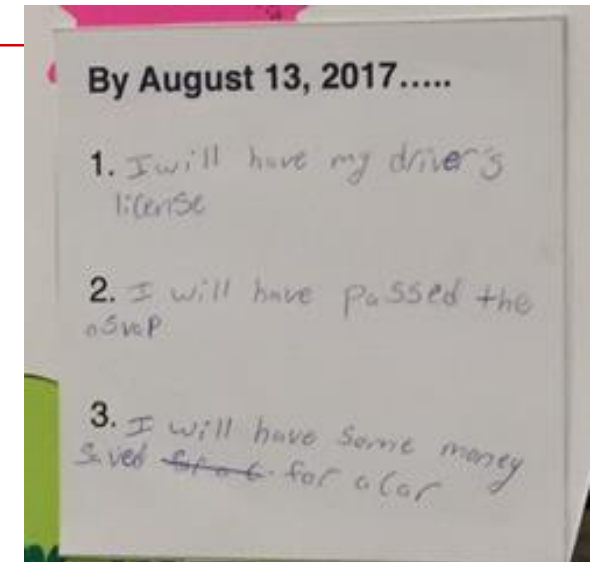 By August 13, 2017.....
1. I will have my driver's
license
2. I will have passed the
asvap
3. I will have some money
saved for a car